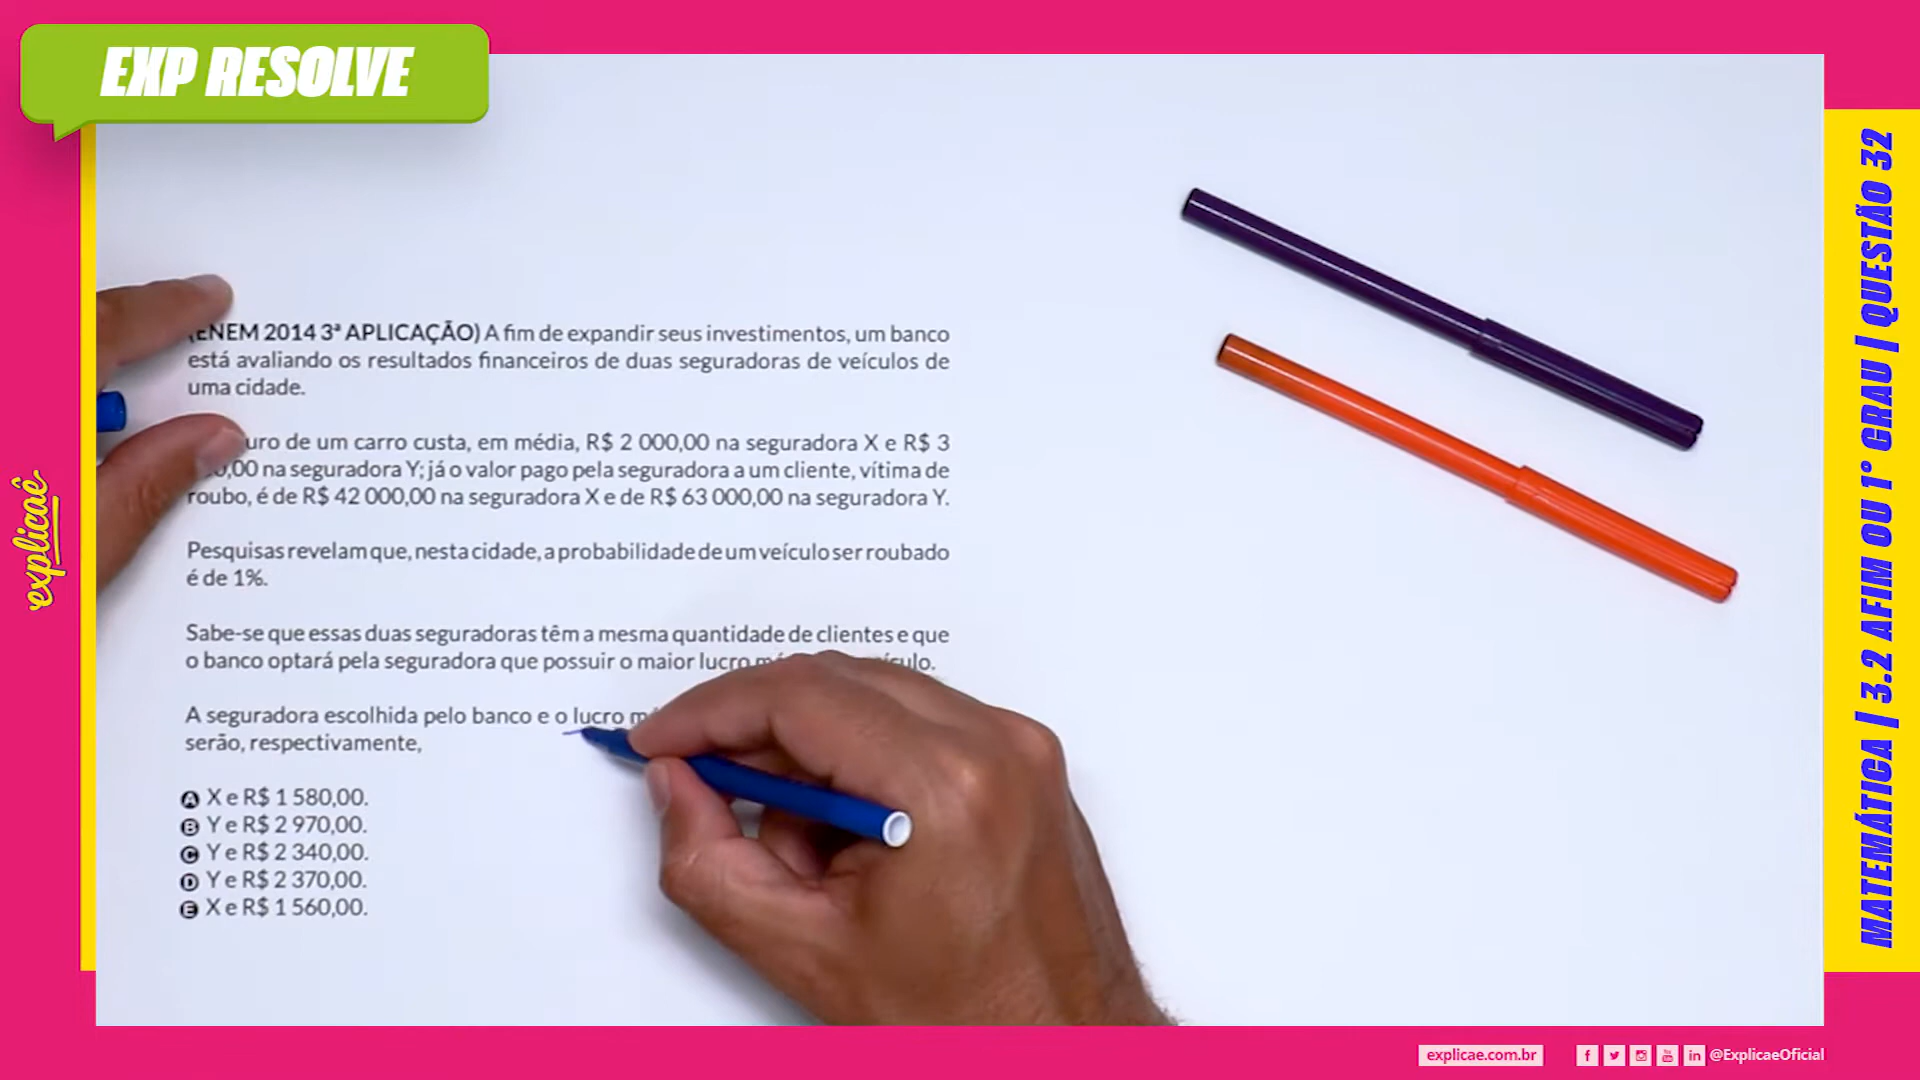 EXP RESOLVE
(ENEM 2014 3ª APLICAÇÃO) A fim de expandir seus investimentos, um banco
está avaliando os resultados financeiros de duas seguradoras de veículos de
uma cidade.
uro de um carro custa, em média, R$ 2 000,00 na seguradora X e R$ 3
0,00 na seguradora Y; já o valor pago pela seguradora a um cliente, vítima de
roubo, é de R$ 42 000,00 na seguradora X e de R$ 63 000,00 na seguradora Y.
Pesquisas revelam que, nesta cidade, a probabilidade de um veículo ser roubado
é de 1%.
Sabe-se que essas duas seguradoras têm a mesma quantidade de clientes e que
o banco optará pela seguradora que possuir o maior lucro
A seguradora escolhida pelo banco e o lucro
serão, respectivamente,
A X e R$ 1 580,00.
B Y e R$ 2 970,00.
C Y e R$ 2 340,00.
D Y e R$ 2 370,00.
E X e R$ 1 560,00.
explicaê
MATEMÁTICA | 3.2 AFIM OU 1° GRAU | QUESTÃO 32
explicae.com.br
@ExplicaeOficial